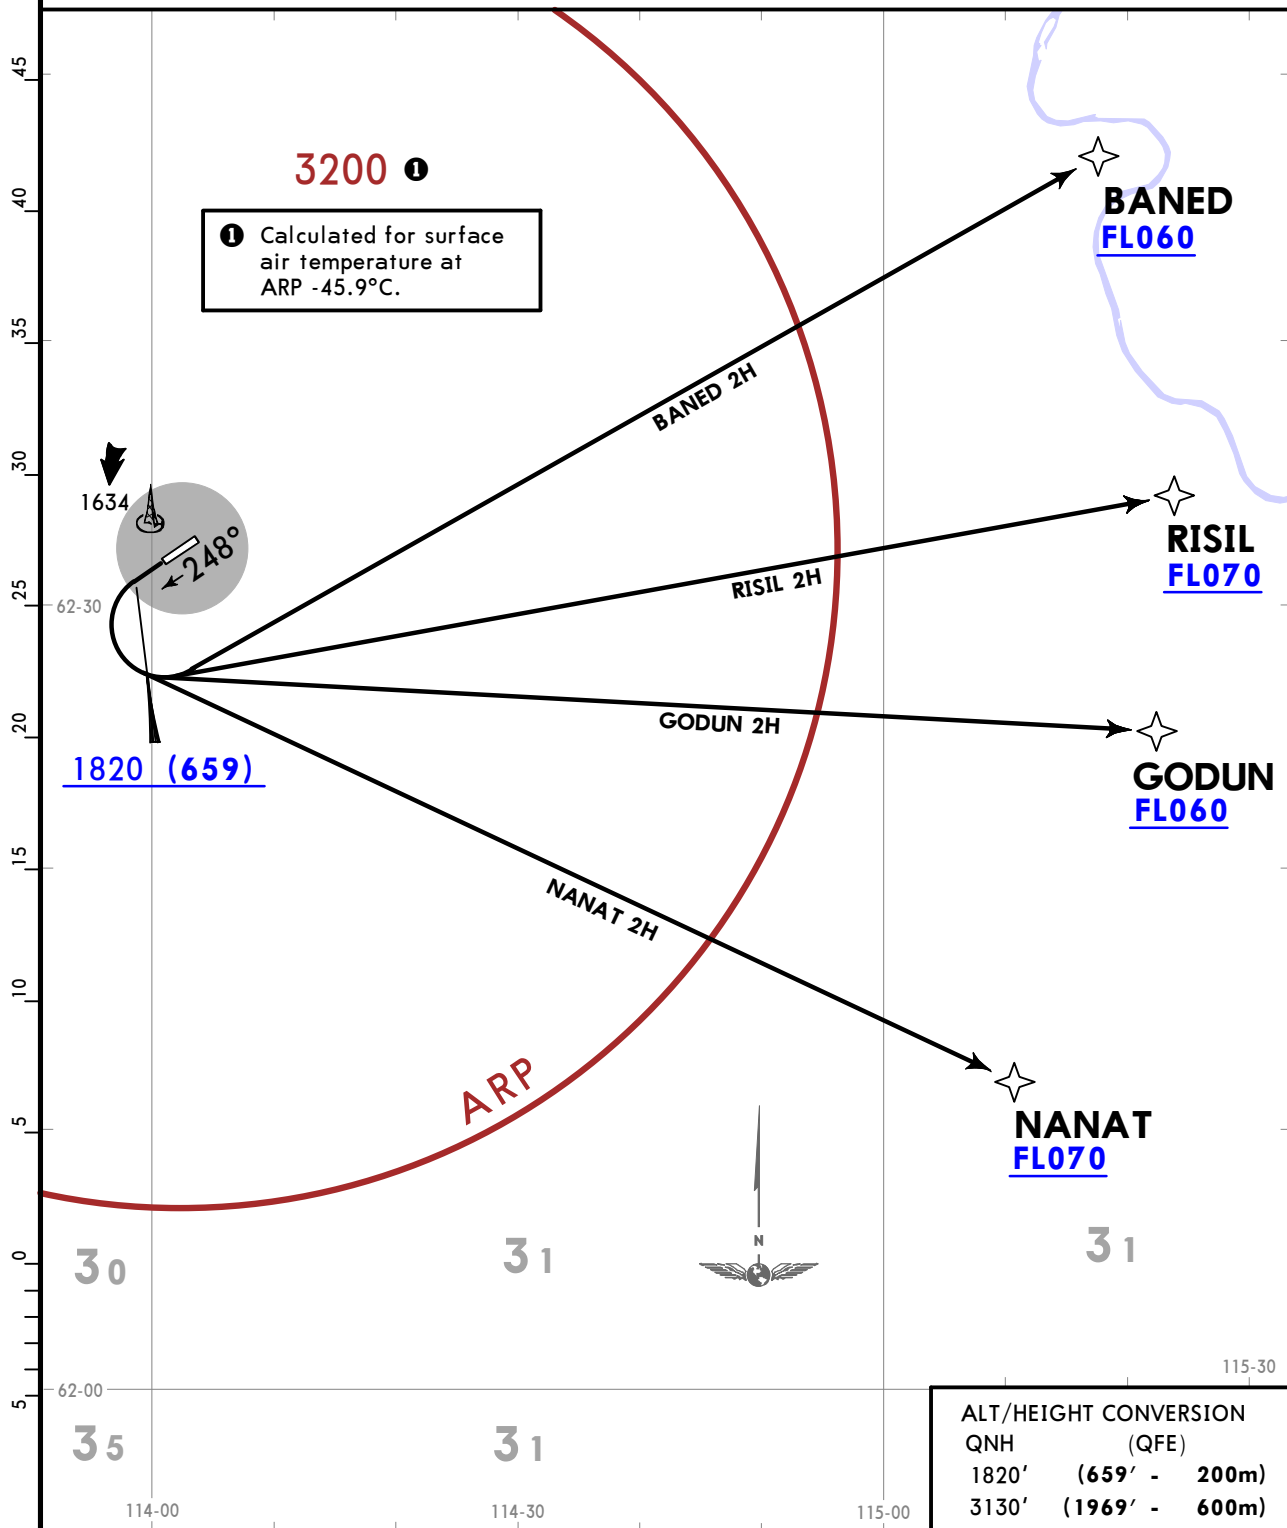 45
3200 ❶
40
❶ Calculated for surface
air temperature at
ARP -45.9°C.
BANED
FL060
35
BANED 2H
30
1634
248°
RISIL
FL070
RISIL 2H
25
62-30
20
GODUN 2H
1820 (659)
GODUN
FL060
15
NANAT 2H
10
ARP
5
NANAT
FL070
N
0
30
31
31
115-30
62-00
5
35
31
ALT/HEIGHT CONVERSION
QNH (QFE)
1820' (659' - 200m)
3130' (1969' - 600m)
114-00
114-30
115-00